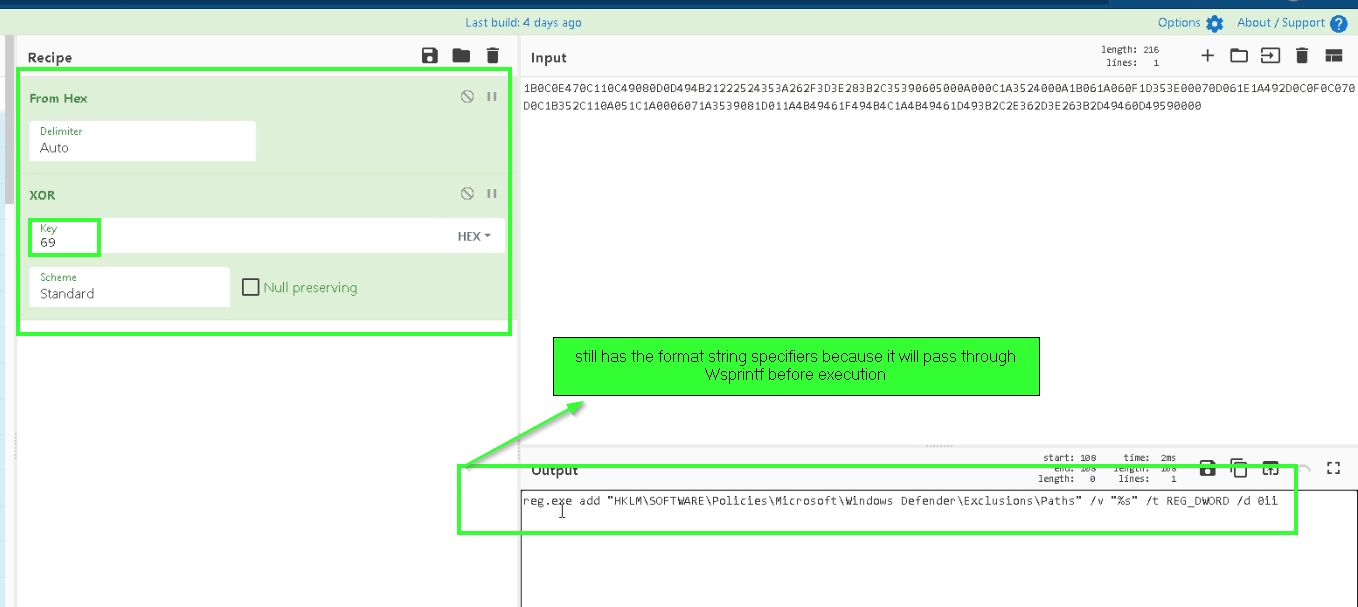 Last build: 4 days ago
Options
About / Support
Recipe
Input
length: 216
lines: 1
From Hex
Delimiter
Auto
XOR
Key
69
HEX
Scheme
Standard
Null preserving
1B0C0E470C110C49080D0D494B21222524353A262F3D3E283B2C35390605000A000C1A3524000A1B061A060F1D353E00070D061E1A492D0C0F0C070
D0C1B352C110A051C1A0006071A3539081D011A4B49461F494B4C1A4B49461D493B2C2E362D3E263B2D49460D49590000
still has the format string specifiers because it will pass through
Wsprintf before execution
Output
start: 108
end: 108
length: 0
time: 2ms
length: 108
lines: 1
reg.exe add "HKLM\SOFTWARE\Policies\Microsoft\Windows Defender\Exclusions\Paths" /v "%s" /t REG_DWORD /d 0ii